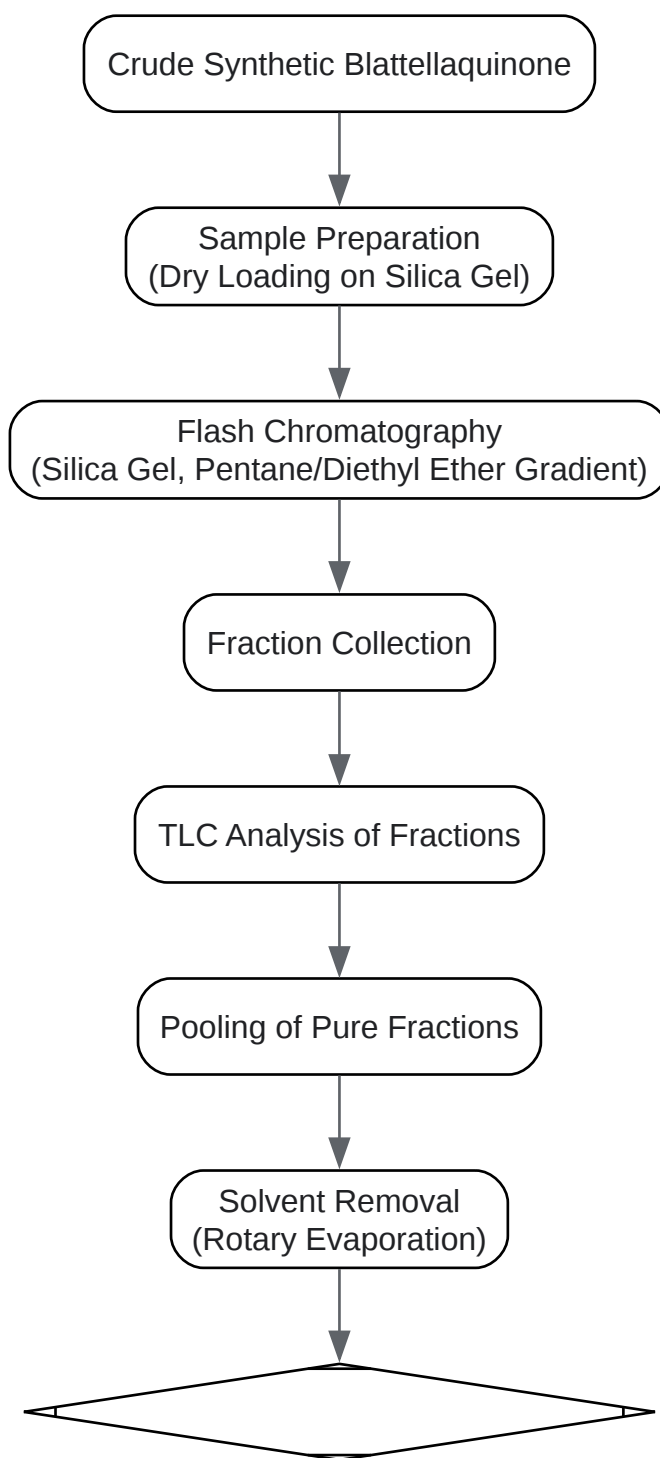 Crude Synthetic Blattellaquinone
Sample Preparation
(Dry Loading on Silica Gel)
Flash Chromatography
(Silica Gel, Pentane/Diethyl Ether Gradient)
Fraction Collection
TLC Analysis of Fractions
Pooling of Pure Fractions
Solvent Removal
(Rotary Evaporation)